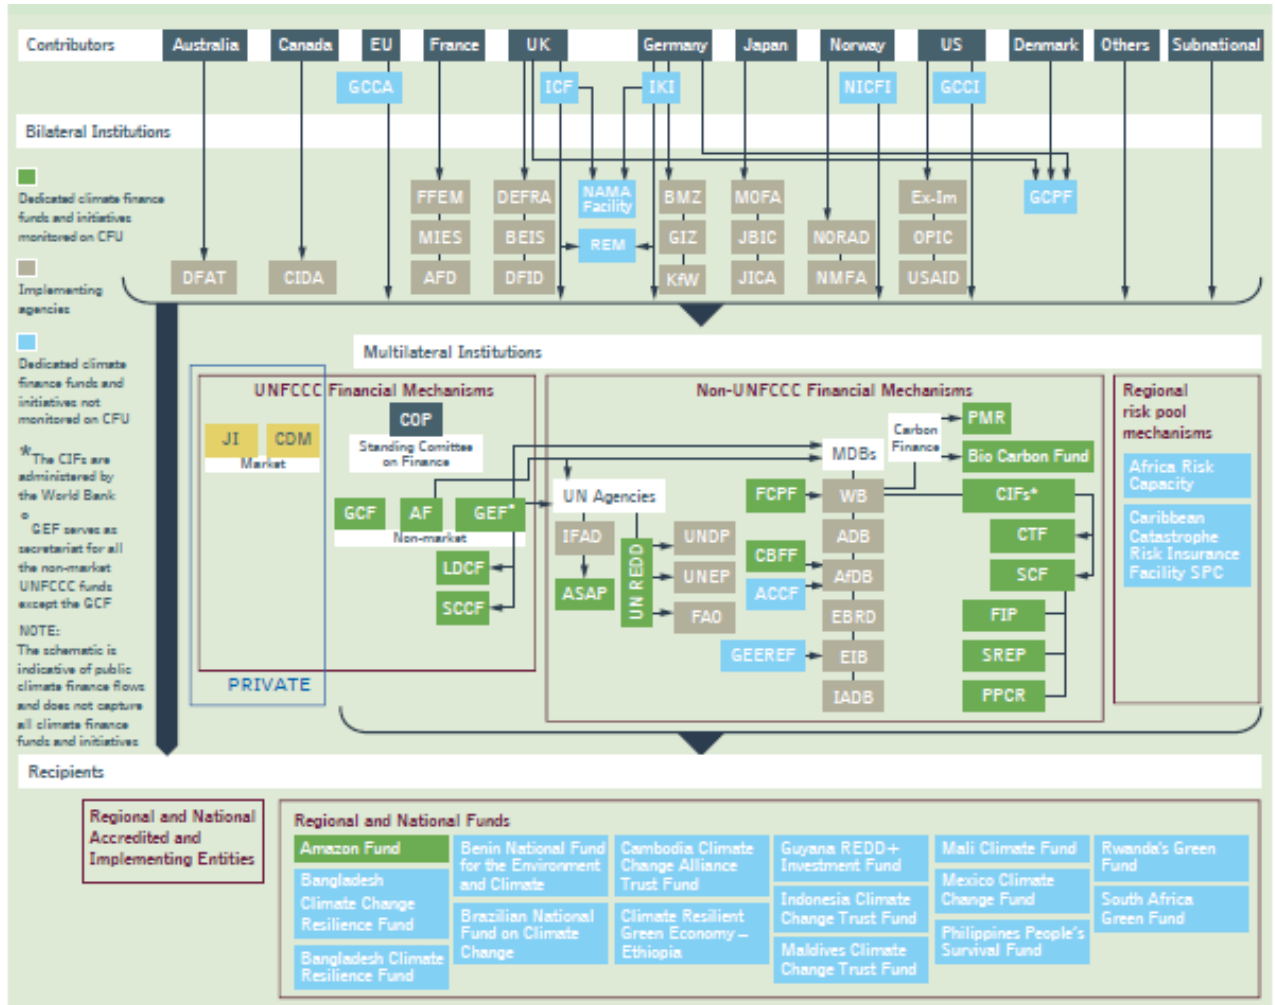 Contributors
Australia
Canada
EU
France
UK
Germany
Japan
Norway
US
Denmark
Others
Subnational
GCCA
ICF
IKI
NICFI
GCCI
Bilateral Institutions
Dedicated climate finance
funds and initiatives
monitored on CFU
Implementing
agencies
Dedicated climate
finance funds and
initiatives not
monitored on CFU
*The CIFs are
administered by
the World Bank
° GEF serves as
secretariat for all
the non-market
UNFCCC funds
except the GCF
NOTE:
The schematic is
indicative of public
climate finance flows
and does not capture
all climate finance
funds and initiatives
FFEM
MIES
AFD
DEFRA
BEIS
DFID
NAMA
Facility
REM
BMZ
GIZ
KfW
MOFA
JBIC
JICA
NORAD
NMFA
Ex-Im
OPIC
USAID
GCPF
DFAT
CIDA
Multilateral Institutions
UNFCCC Financial Mechanisms
COP
Standing Comittee
on Finance
JI
CDM
Market
GCF
AF
GEF*
Non-market
LDCF
SCCF
PRIVATE
Non-UNFCCC Financial Mechanisms
UN Agencies
IFAD
ASAP
UN REDD
UNDP
UNEP
FAO
MDBs
WB
ADB
AfDB
EBRD
EIB
IADB
FCPF
CBFF
ACCF
GEEREF
Carbon
Finance
PMR
Bio Carbon Fund
CIFs*
CTF
SCF
FIP
SREP
PPCR
Regional
risk pool
mechanisms
Africa Risk
Capacity
Caribbean
Catastrophe
Risk Insurance
Facility SPC
Recipients
Regional and National
Accredited and
Implementing Entities
Regional and National Funds
Amazon Fund
Bangladesh
Climate Change
Resilience Fund
Bangladesh Climate
Resilience Fund
Benin National Fund
for the Environment
and Climate
Brazilian National
Fund on Climate
Change
Cambodia Climate
Change Alliance
Trust Fund
Climate Resilient
Green Economy –
Ethiopia
Guyana REDD+
Investment Fund
Indonesia Climate
Change Trust Fund
Maldives Climate
Change Trust Fund
Mali Climate Fund
Mexico Climate
Change Fund
Philippines People's
Survival Fund
Rwanda's Green
Fund
South Africa
Green Fund